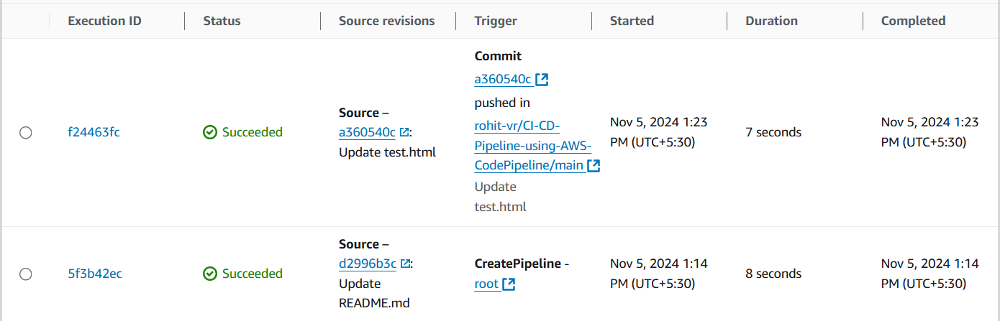 Execution ID Status Source revisions Trigger Started Duration Completed
f24463fc
Succeeded
Source –
a360540c:
Update test.html
Commit
a360540c
pushed in
rohit-vr/CI-CD-
Pipeline-using-AWS-
CodePipeline/main
Update
test.html
Nov 5, 2024 1:23
PM (UTC+5:30)
7 seconds
Nov 5, 2024 1:23
PM (UTC+5:30)
5f3b42ec
Succeeded
Source –
d2996b3c:
Update
README.md
CreatePipeline -
root
Nov 5, 2024 1:14
PM (UTC+5:30)
8 seconds
Nov 5, 2024 1:14
PM (UTC+5:30)